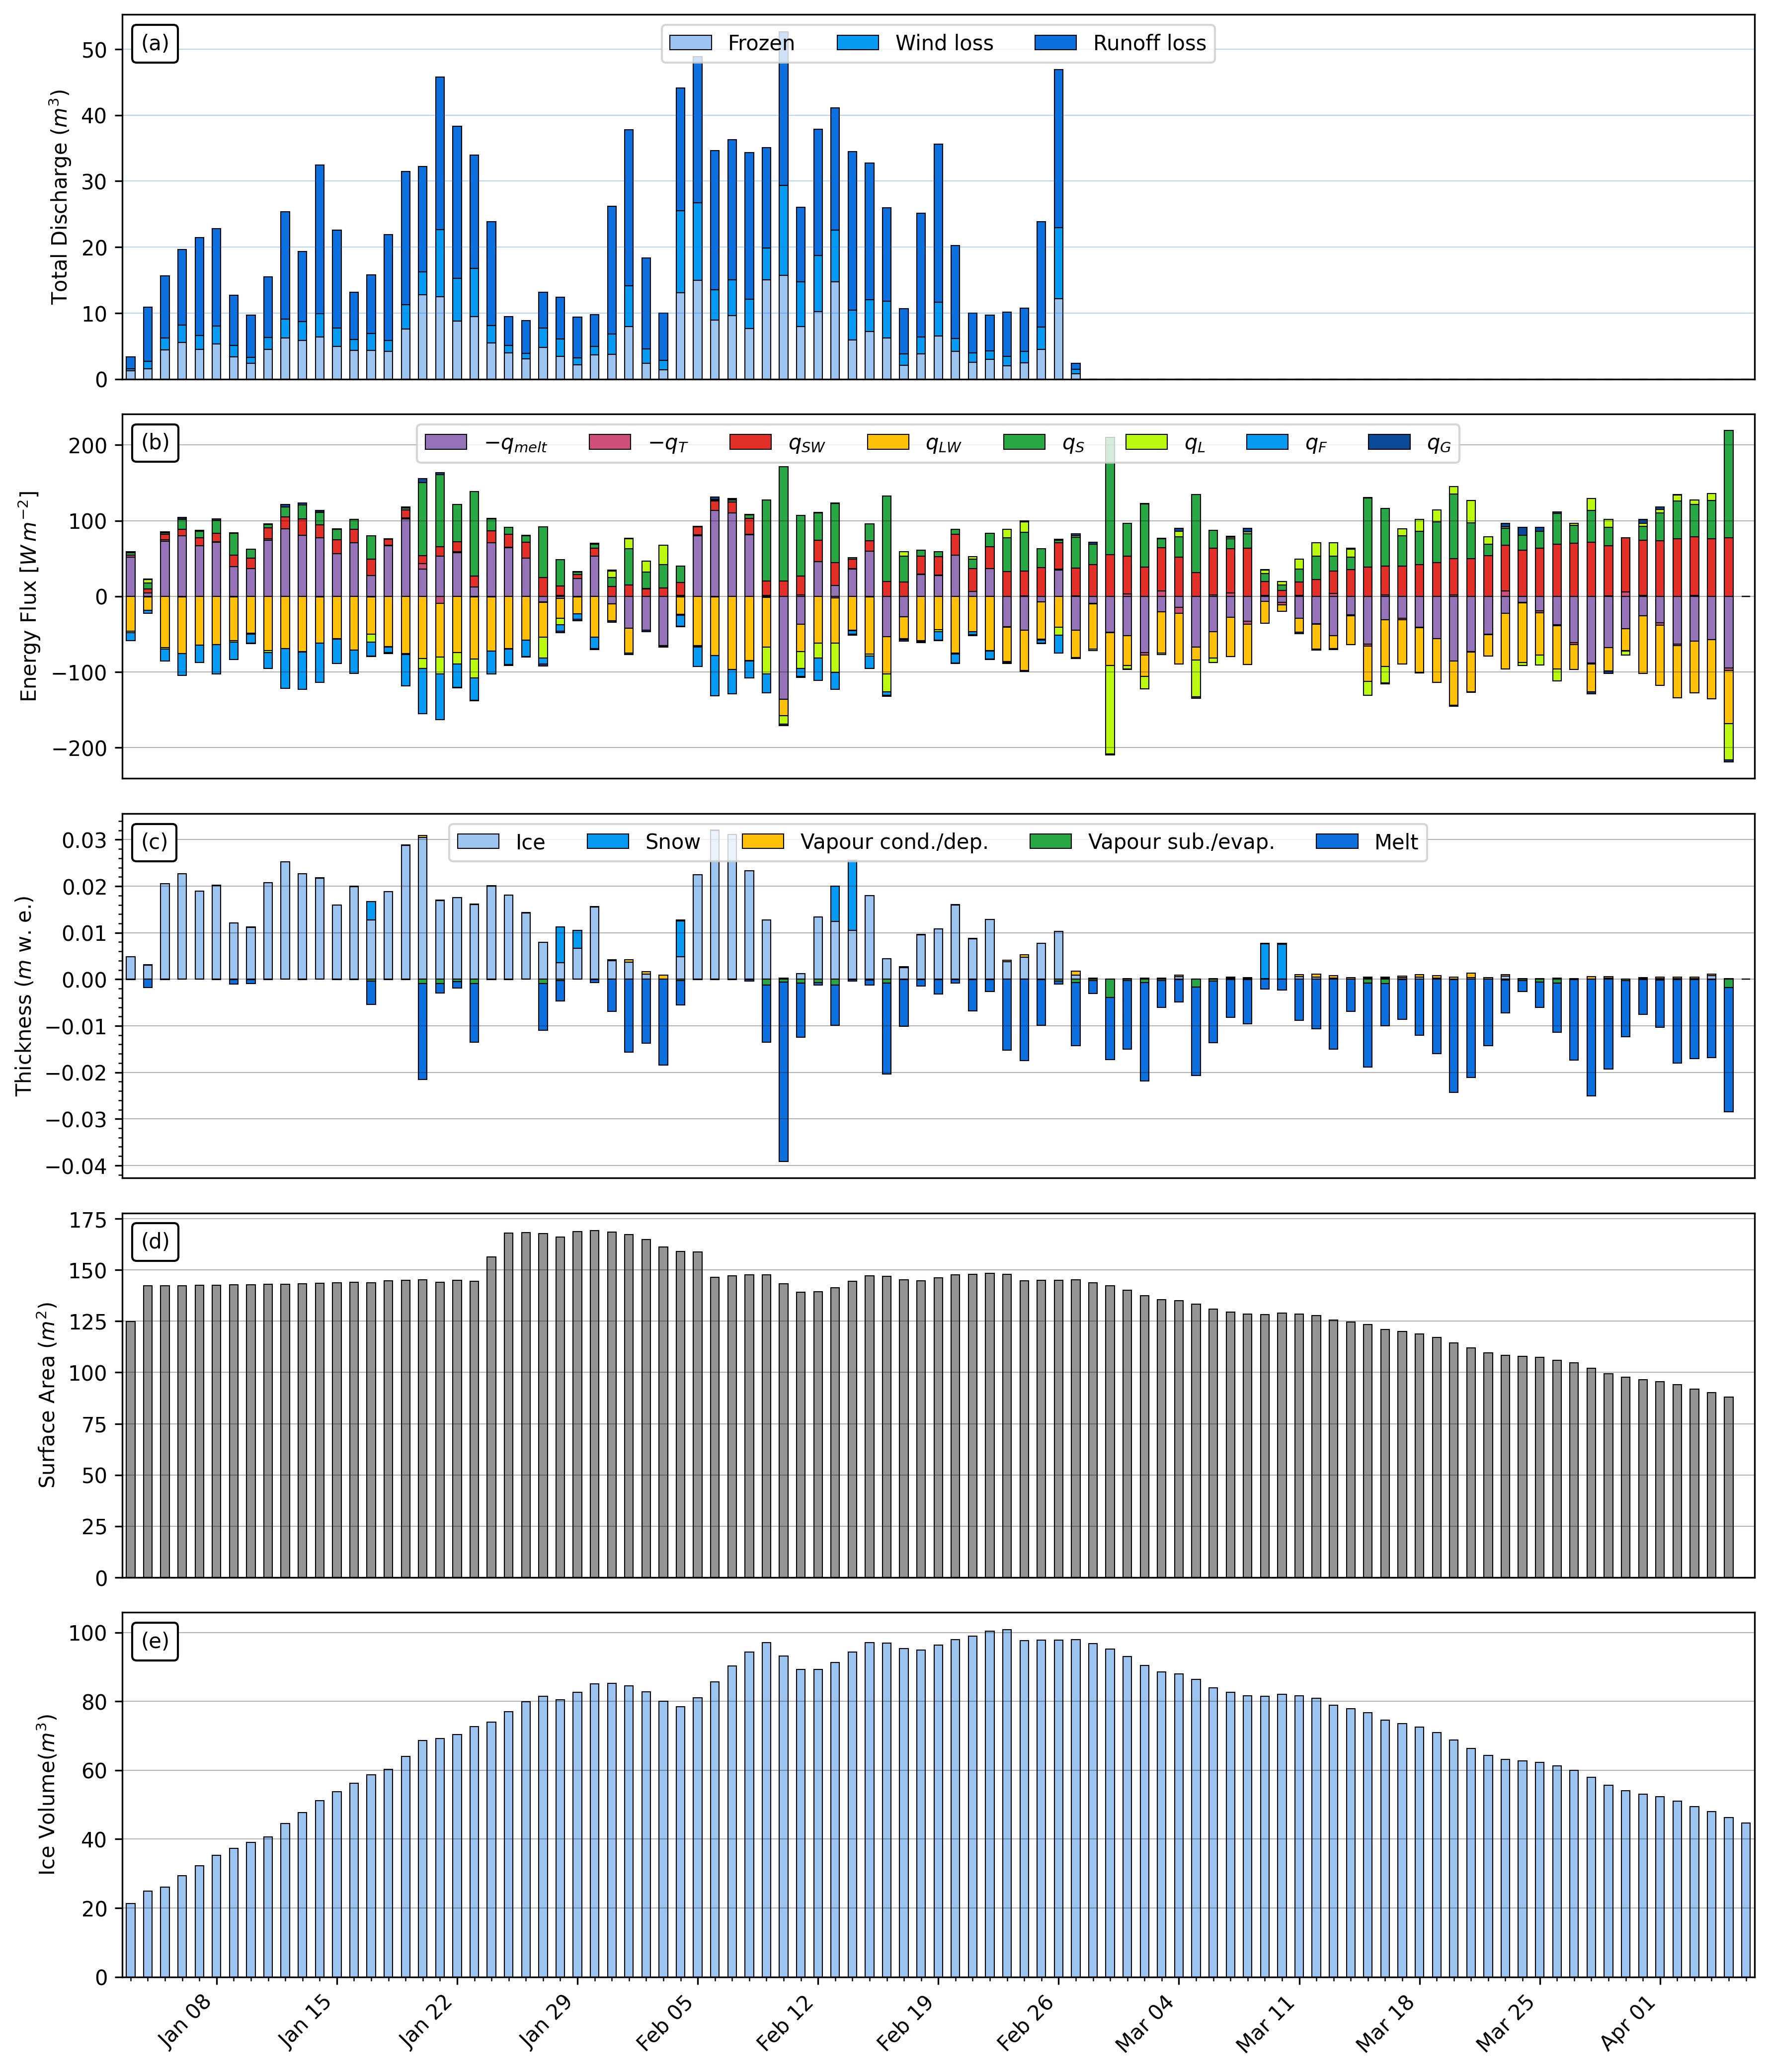 (a)
Frozen Wind loss Runoff loss
Total Discharge (m³)
50
40
30
20
10
0
(b)
−q_melt −q_T q_SW q_LW q_S q_L q_F q_G
Energy Flux [W m⁻²]
200
100
0
−100
−200
(c)
Ice Snow Vapour cond./dep. Vapour sub./evap. Melt
Thickness (m w. e.)
0.03
0.02
0.01
0.00
−0.01
−0.02
−0.03
−0.04
(d)
Surface Area (m²)
175
150
125
100
75
50
25
0
(e)
Ice Volume(m³)
100
80
60
40
20
0
Jan 08 Jan 15 Jan 22 Jan 29 Feb 05 Feb 12 Feb 19 Feb 26 Mar 04 Mar 11 Mar 18 Mar 25 Apr 01